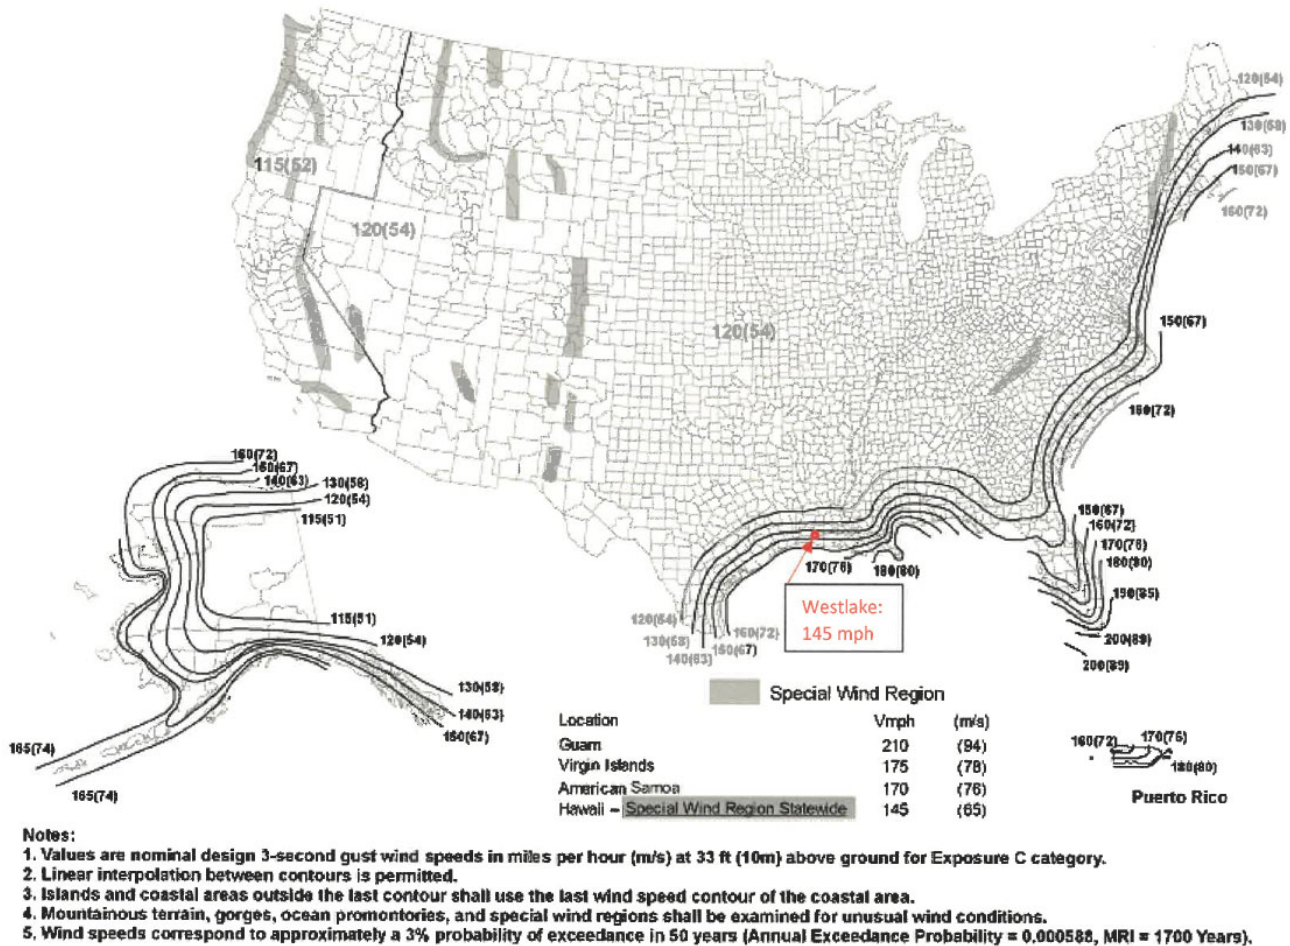 120(54)
130(58)
140(63)
150(67)
160(72)
115(52)
120(54)
120(54)
150(67)
160(72)
160(72)
150(67)
140(63)
130(58)
120(54)
115(51)
150(67)
160(72)
170(76)
180(80)
190(85)
200(89)
200(89)
170(76)
180(80)
Westlake:
145 mph
120(54)
130(58)
140(63)
150(67)
160(72)
115(51)
120(54)
130(58)
140(63)
150(67)
165(74)
165(74)
Special Wind Region
Location Vmph (m/s)
Guam 210 (94)
Virgin Islands 175 (78)
American Samoa 170 (76)
Hawaii – Special Wind Region Statewide 145 (65)
160(72) 170(76)
180(80)
Puerto Rico
Notes:
1. Values are nominal design 3-second gust wind speeds in miles per hour (m/s) at 33 ft (10m) above ground for Exposure C category.
2. Linear interpolation between contours is permitted.
3. Islands and coastal areas outside the last contour shall use the last wind speed contour of the coastal area.
4. Mountainous terrain, gorges, ocean promontories, and special wind regions shall be examined for unusual wind conditions.
5. Wind speeds correspond to approximately a 3% probability of exceedance in 50 years (Annual Exceedance Probability = 0.000588, MRI = 1700 Years).